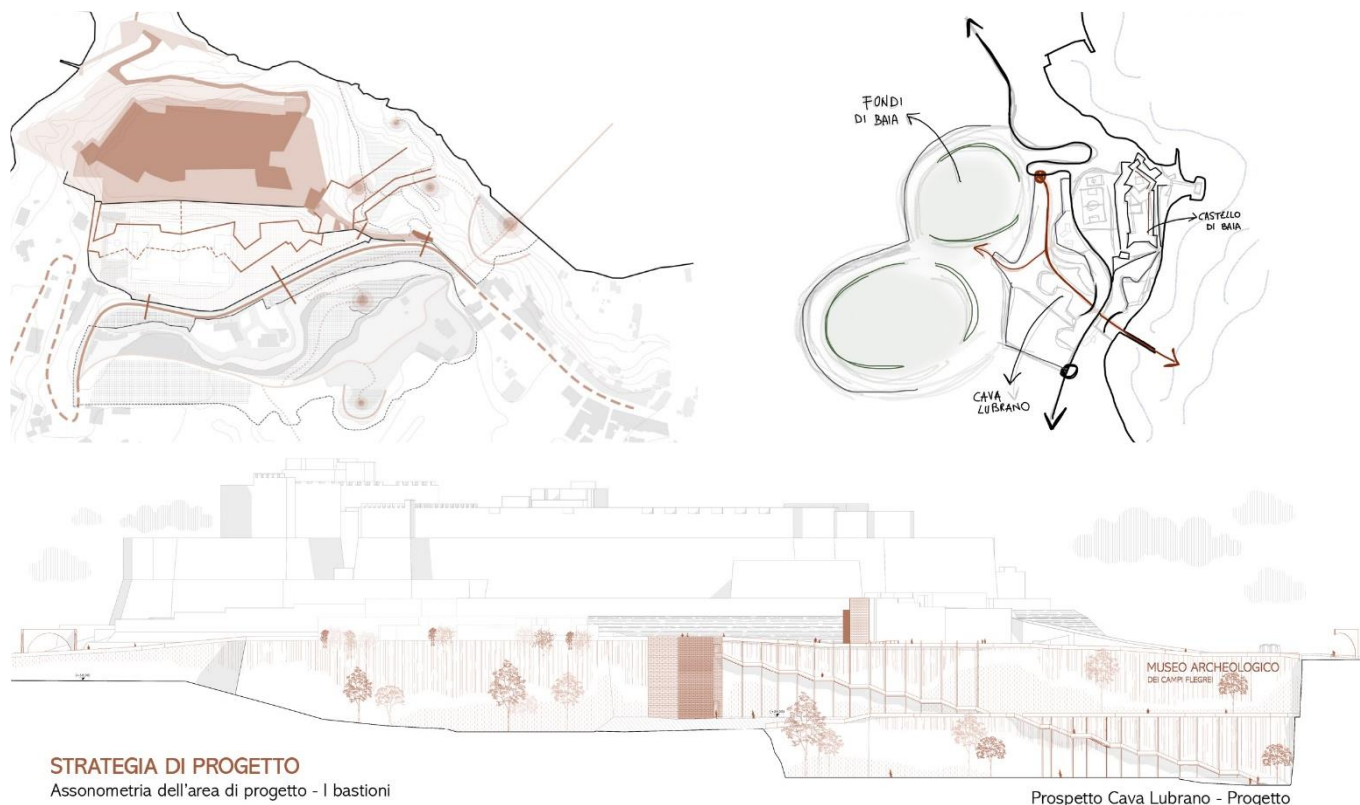 FONDI
DI BAIA
CASTELLO
DI BAIA
CAVA
LUBRANO
MUSEO ARCHEOLOGICO
DEI CAMPI FLEGREI
STRATEGIA DI PROGETTO
Assonometria dell'area di progetto - I bastioni
Prospetto Cava Lubrano - Progetto